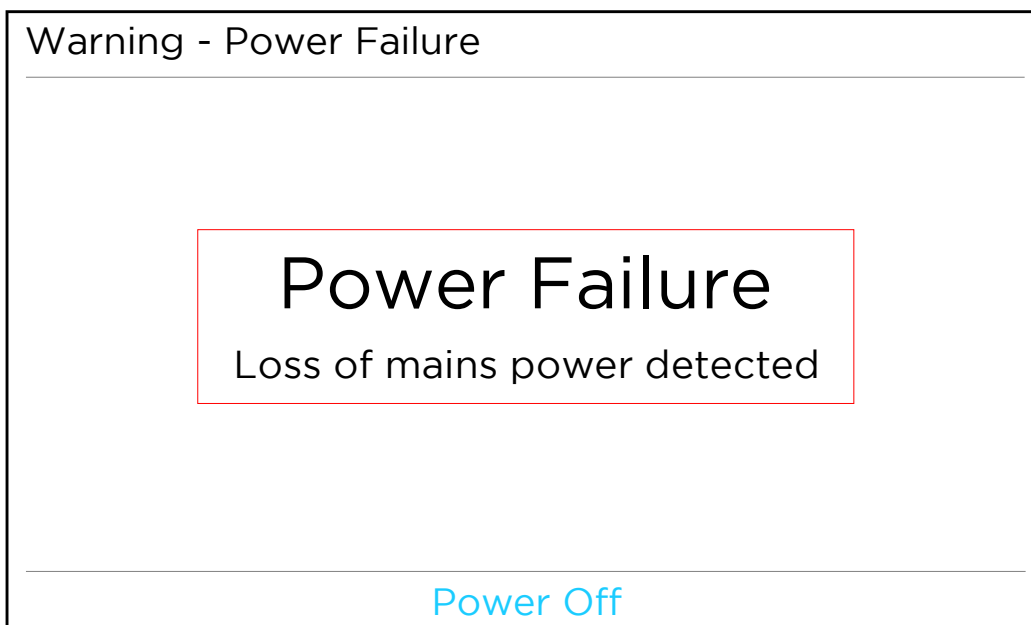 Warning - Power Failure
Power Failure
Loss of mains power detected
Power Off